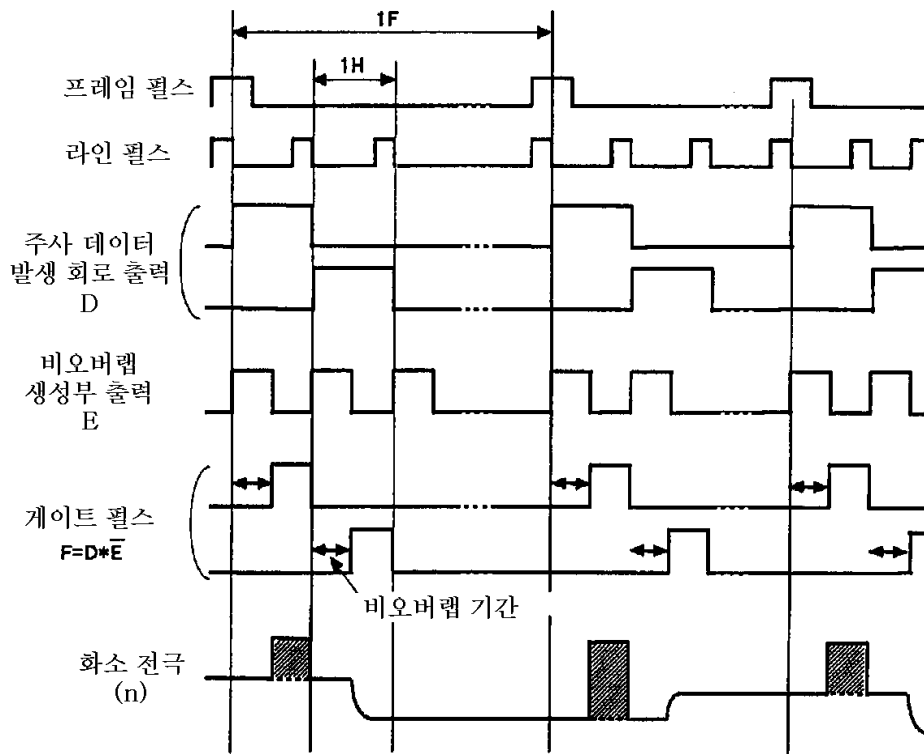 1F
1H
프레임 펄스
라인 펄스
주사 데이터
발생 회로 출력
D
비오버랩
생성부 출력
E
게이트 펄스
F=D*E̅
비오버랩 기간
화소 전극
(n)